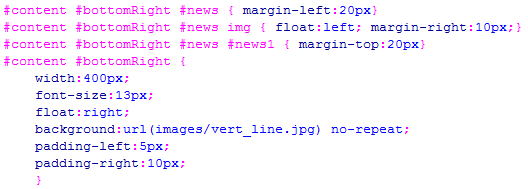 #content #bottomRight #news { margin-left:20px}
#content #bottomRight #news img { float:left; margin-right:10px;}
#content #bottomRight #news #news1 { margin-top:20px}
#content #bottomRight {
    width:400px;
    font-size:13px;
    float:right;
    background:url(images/vert_line.jpg) no-repeat;
    padding-left:5px;
    padding-right:10px;
    }